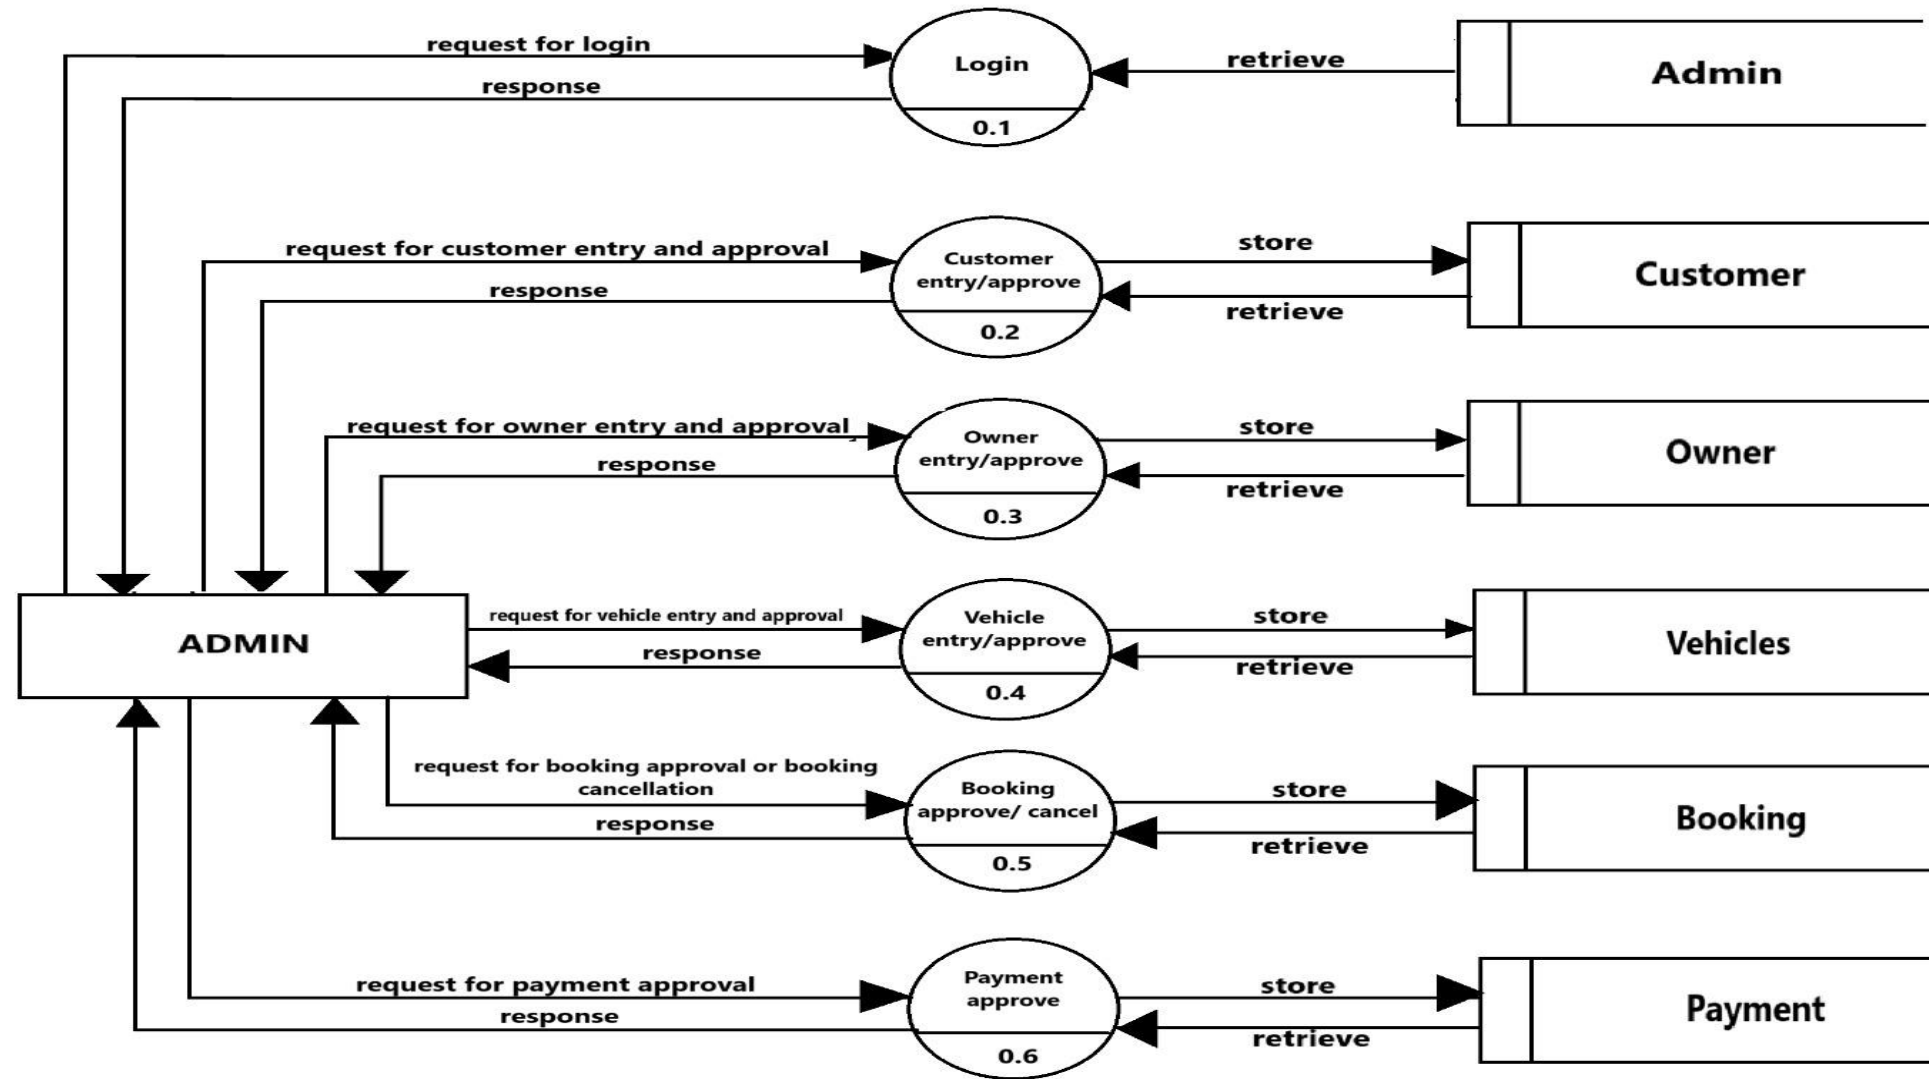 request for login
response
Login
0.1
retrieve
Admin
request for customer entry and approval
response
Customer
entry/approve
0.2
store
retrieve
Customer
request for owner entry and approval
response
Owner
entry/approve
0.3
store
retrieve
Owner
ADMIN
request for vehicle entry and approval
response
Vehicle
entry/approve
0.4
store
retrieve
Vehicles
request for booking approval or booking
cancellation
response
Booking
approve/ cancel
0.5
store
retrieve
Booking
request for payment approval
response
Payment
approve
0.6
store
retrieve
Payment